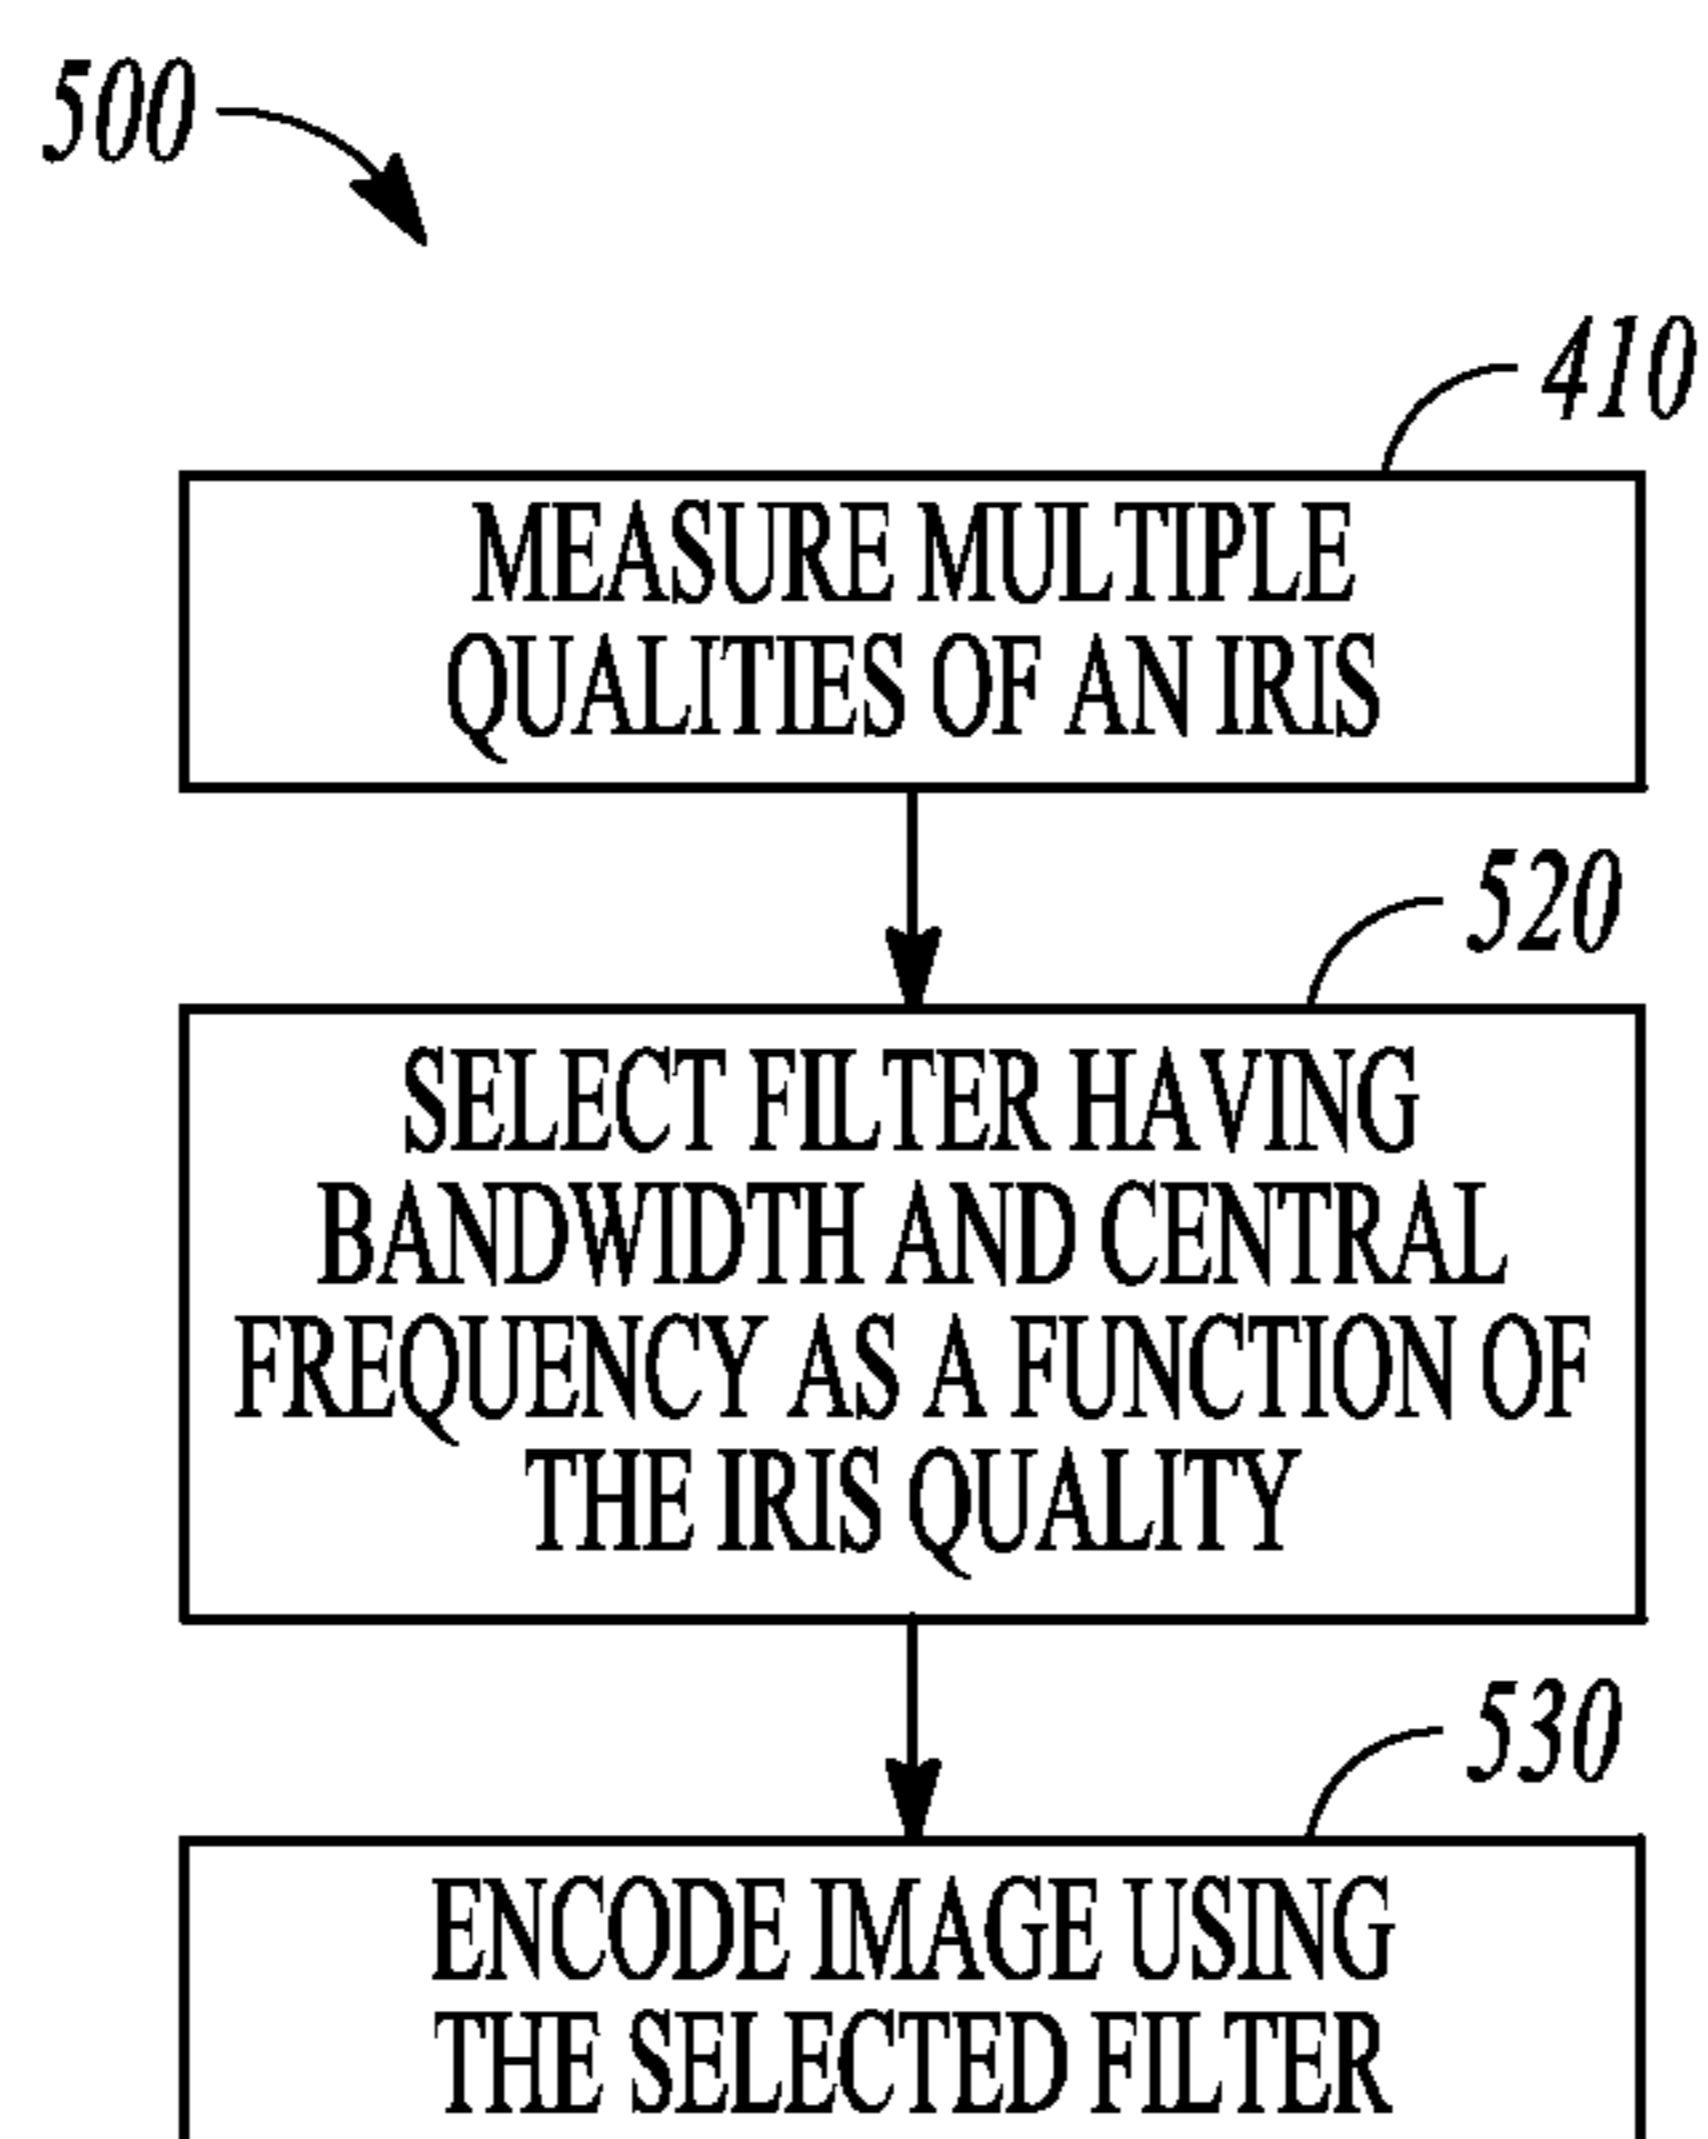 500
410
MEASURE MULTIPLE
QUALITIES OF AN IRIS
520
SELECT FILTER HAVING
BANDWIDTH AND CENTRAL
FREQUENCY AS A FUNCTION OF
THE IRIS QUALITY
530
ENCODE IMAGE USING
THE SELECTED FILTER